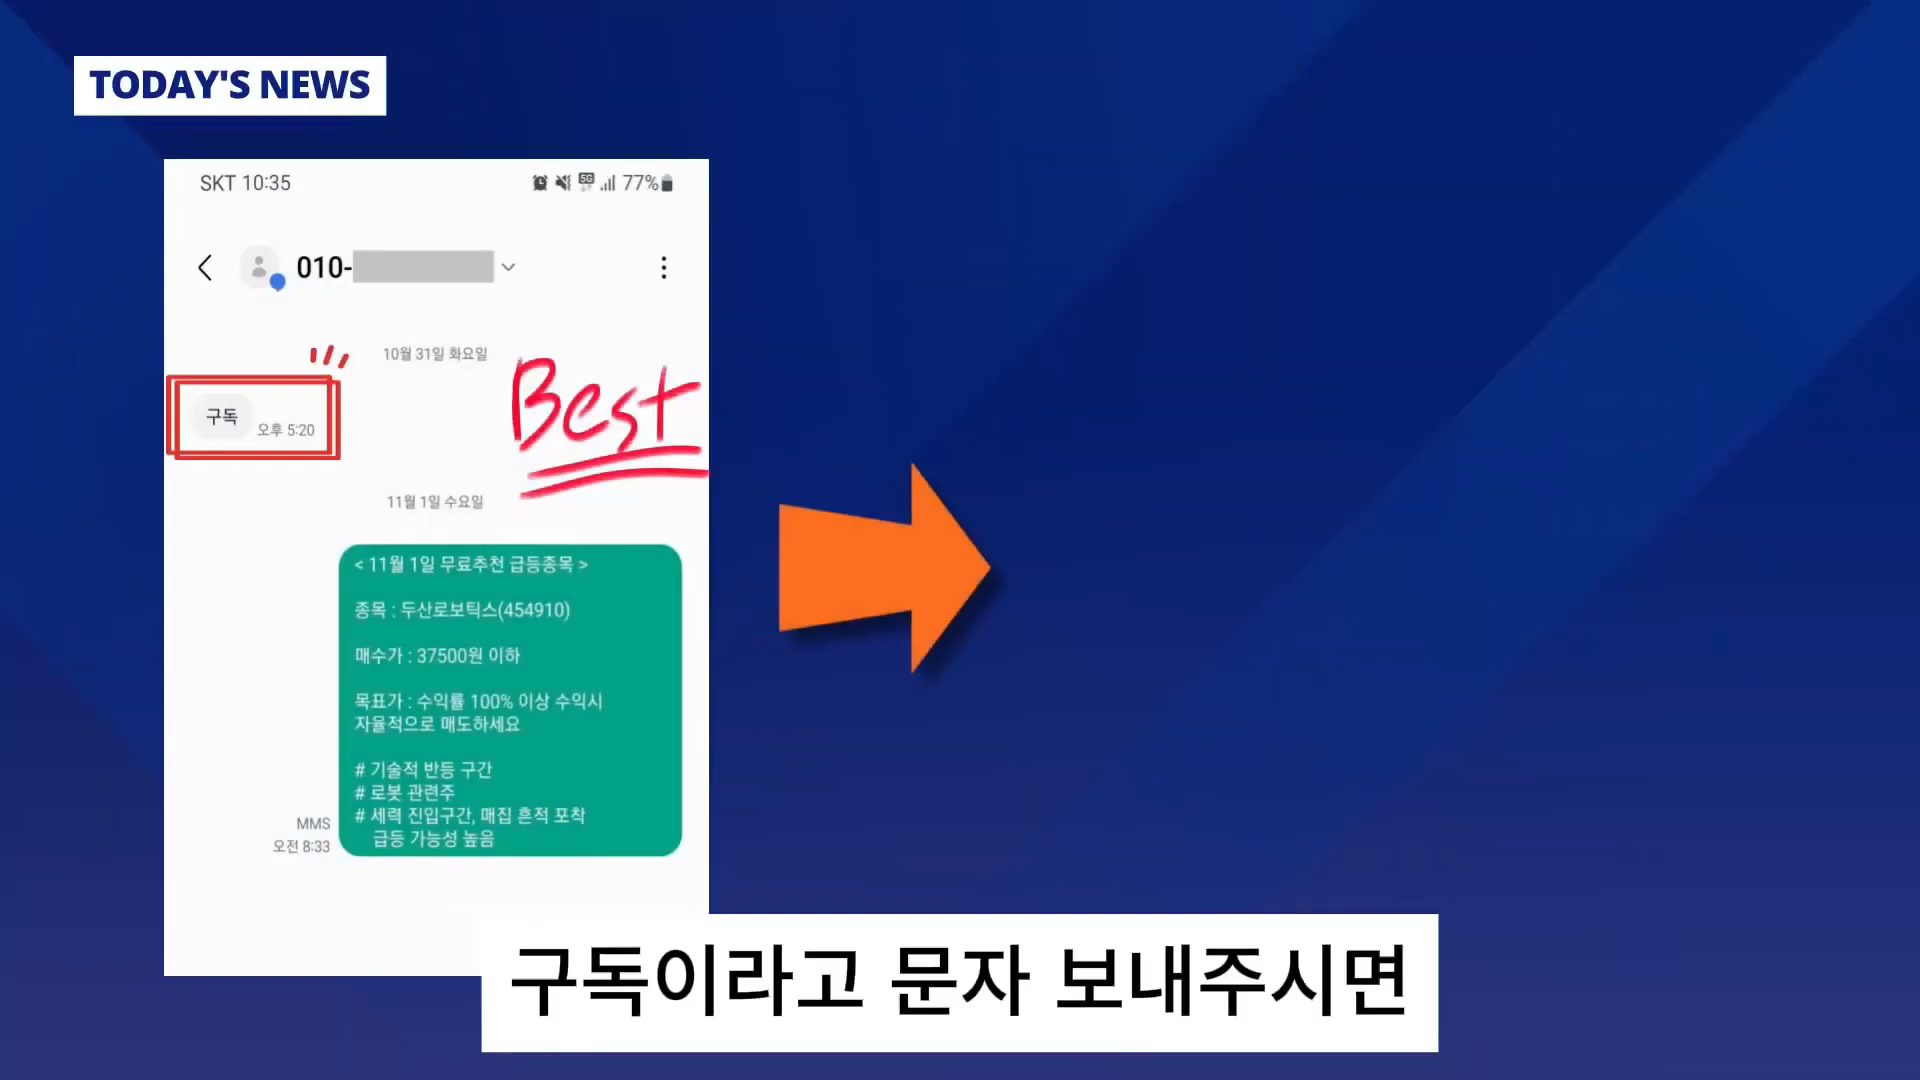 TODAY'S NEWS
SKT 10:35
5G
77%
010-
10월 31일 화요일
Best
구독
오후 5:20
11월 1일 수요일
< 11월 1일 무료추천 급등종목 >
종목 : 두산로보틱스(454910)
매수가 : 37500원 이하
목표가 : 수익률 100% 이상 수익시
자율적으로 매도하세요
# 기술적 반등 구간
# 로봇 관련주
# 세력 진입구간, 매집 흔적 포착
급등 가능성 높음
MMS
오전 8:33
구독이라고 문자 보내주시면